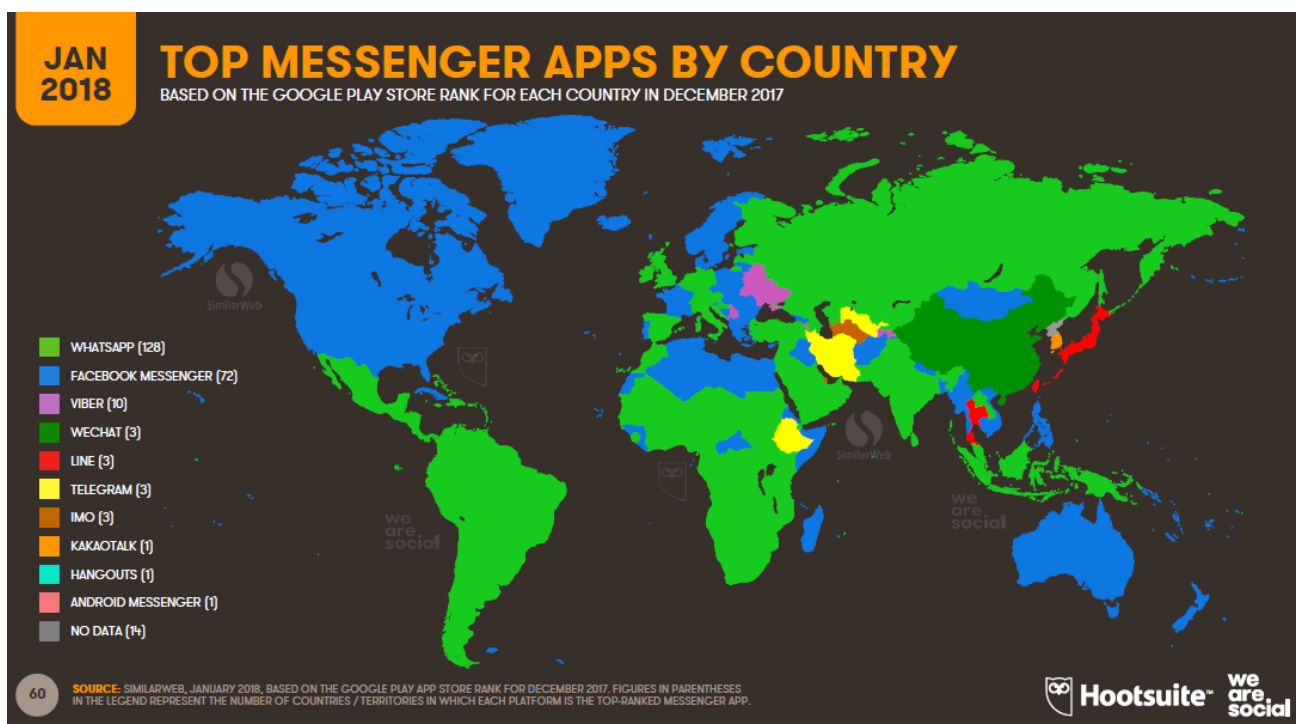 JAN
2018
TOP MESSENGER APPS BY COUNTRY
BASED ON THE GOOGLE PLAY STORE RANK FOR EACH COUNTRY IN DECEMBER 2017
SimilarWeb
WHATSAPP (128)
FACEBOOK MESSENGER (72)
VIBER (10)
WECHAT (3)
LINE (3)
TELEGRAM (3)
IMO (3)
KAKAOTALK (1)
HANGOUTS (1)
ANDROID MESSENGER (1)
NO DATA (14)
SimilarWeb
we
are
social
we
are
social
60
SOURCE: SIMILARWEB, JANUARY 2018, BASED ON THE GOOGLE PLAY APP STORE RANK FOR DECEMBER 2017. FIGURES IN PARENTHESES
IN THE LEGEND REPRESENT THE NUMBER OF COUNTRIES / TERRITORIES IN WHICH EACH PLATFORM IS THE TOP-RANKED MESSENGER APP.
Hootsuite™
we
are
social